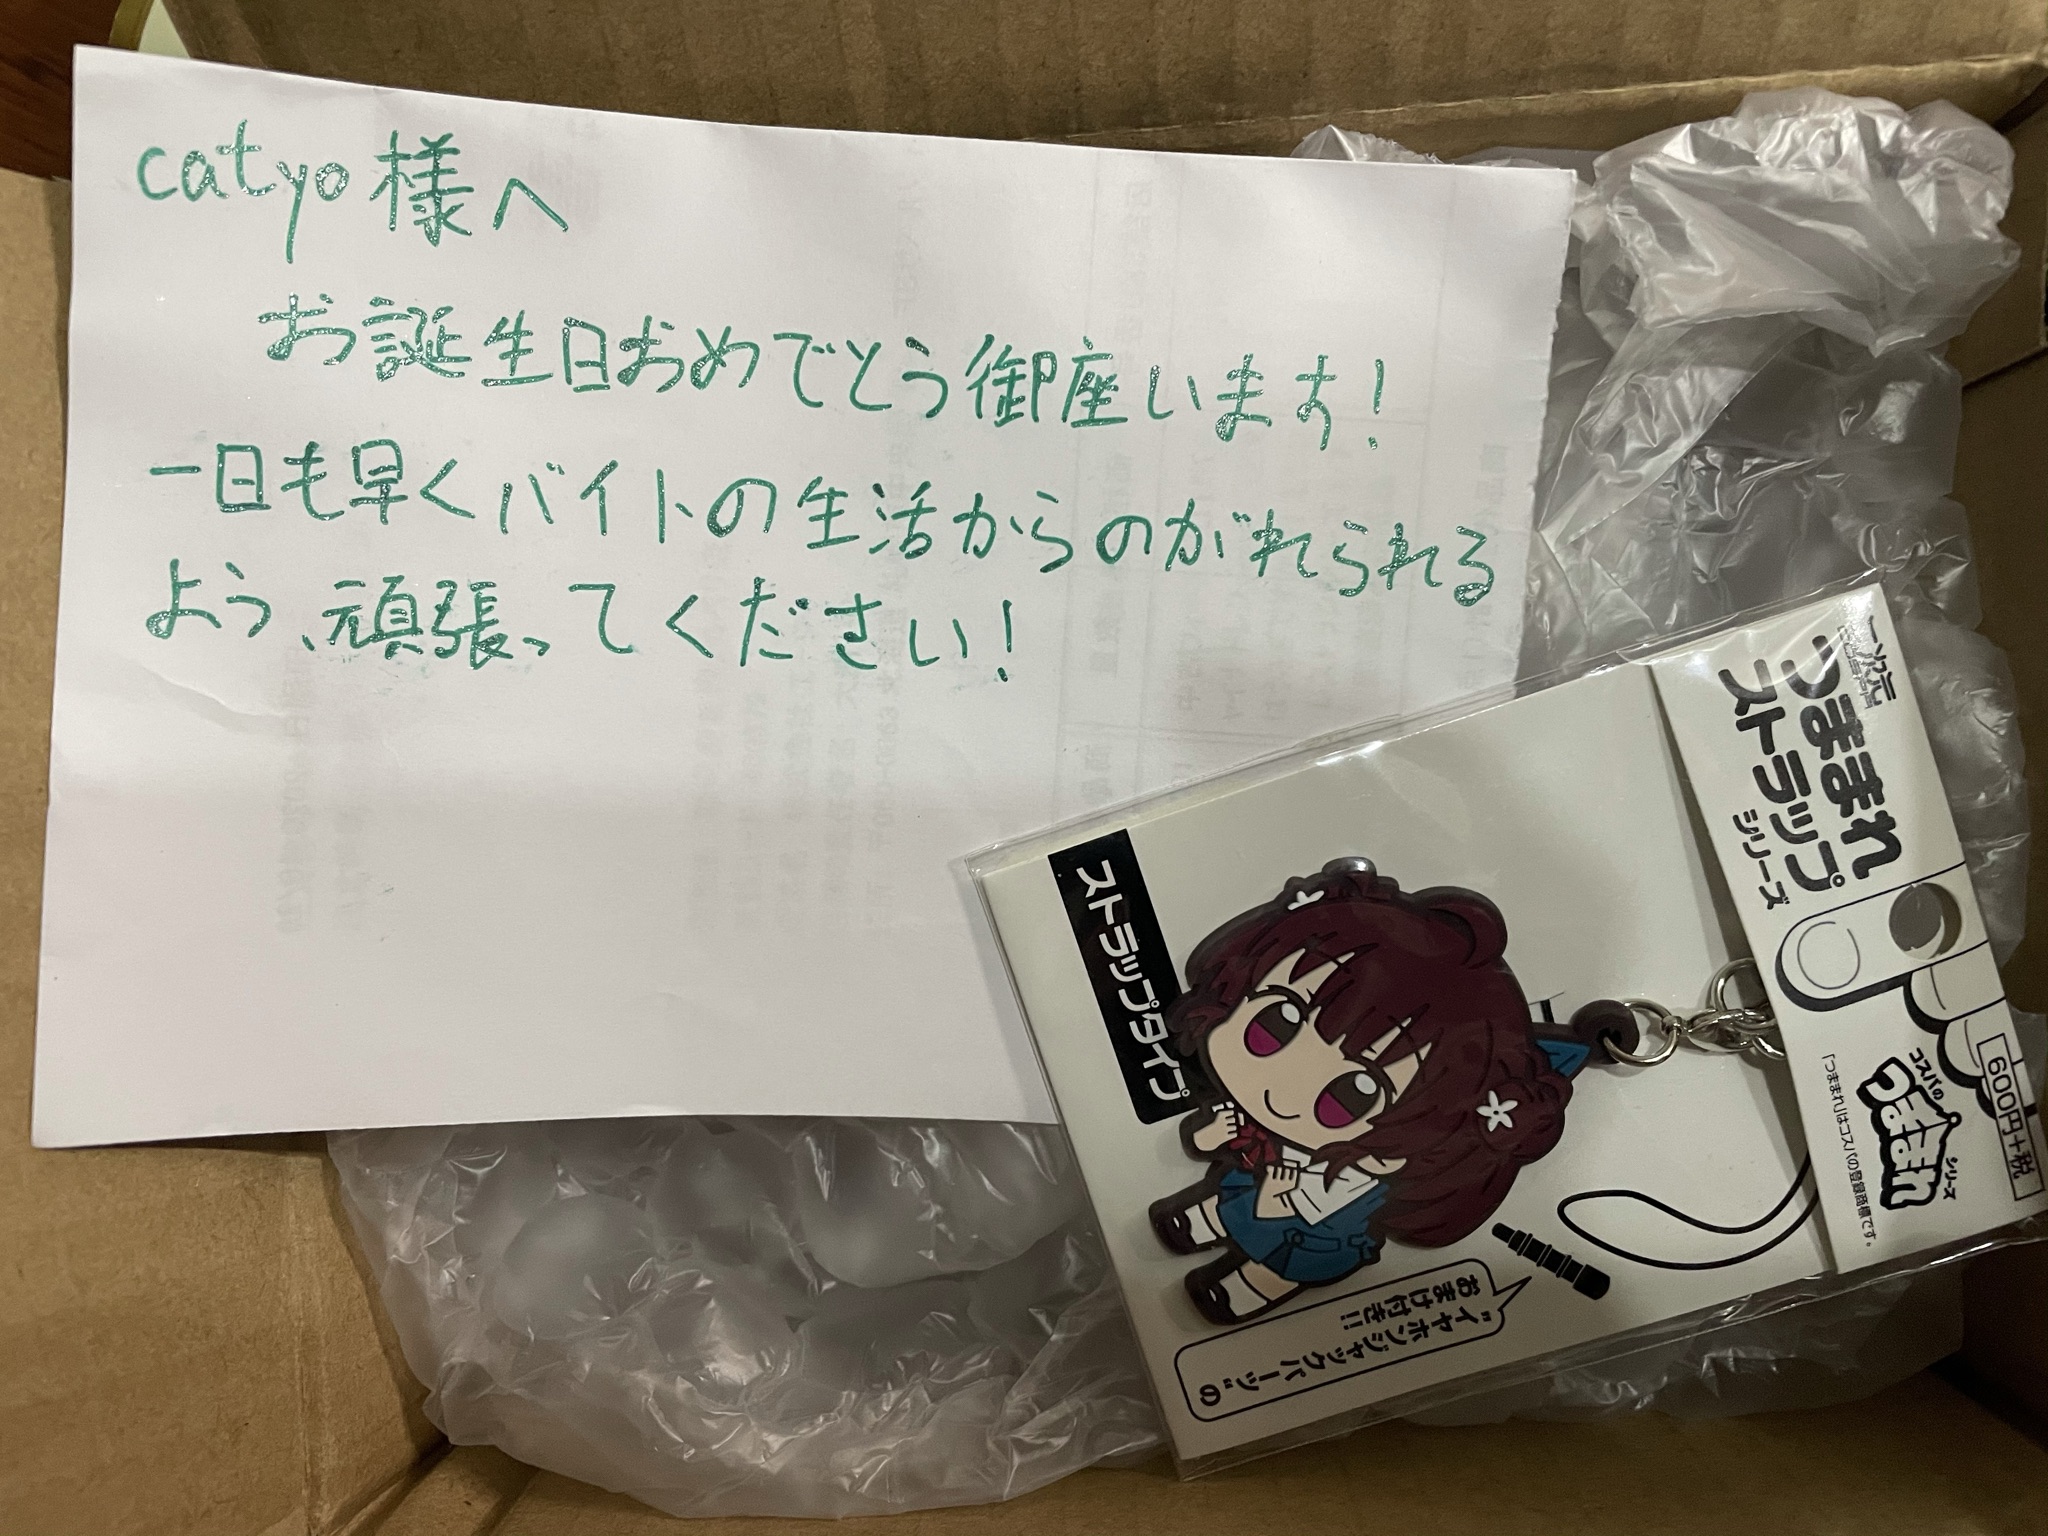 catyo様へ
お誕生日おめでとう御座います!
一日も早くバイトの生活からのがれられる
よう、頑張ってください!
二次元
つままれ
ストラップ
シリーズ
ストラップタイプ
コスパの
つままれ
シリーズ
600円+税
「つままれ」はコスパの登録商標です。
"イヤホンジャックパーツ"の
おまけ付き!!